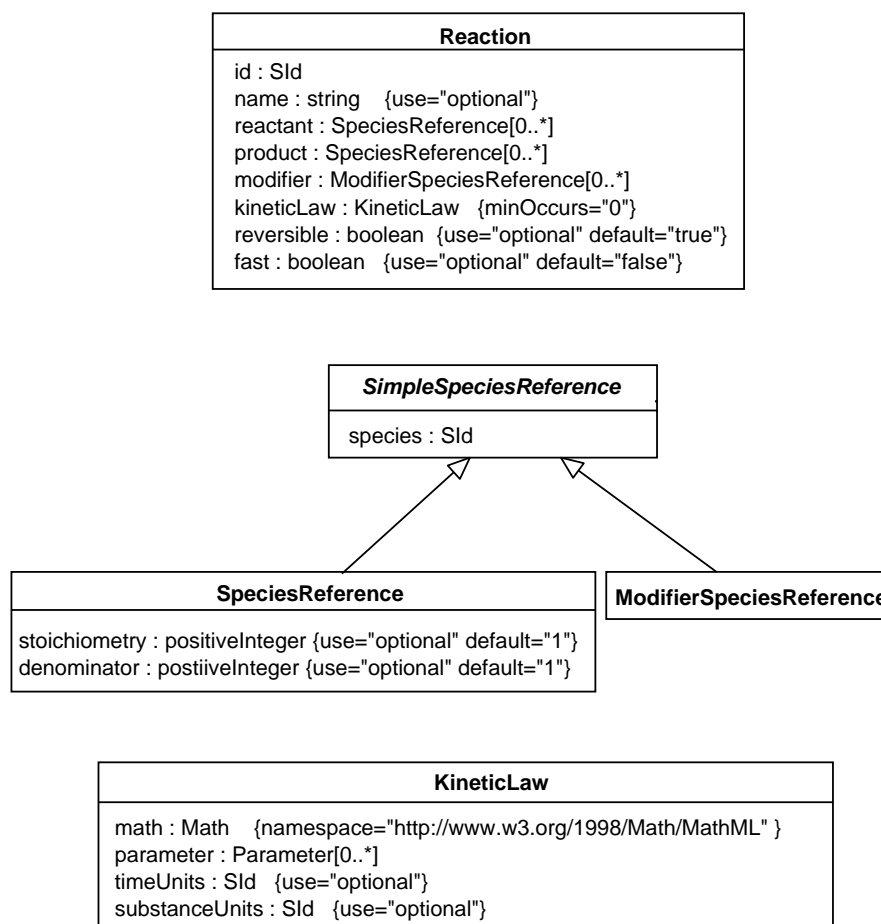 Reaction
id : SId
name : string {use="optional"}
reactant : SpeciesReference[0..*]
product : SpeciesReference[0..*]
modifier : ModifierSpeciesReference[0..*]
kineticLaw : KineticLaw {minOccurs="0"}
reversible : boolean {use="optional" default="true"}
fast : boolean {use="optional" default="false"}
SimpleSpeciesReference
species : SId
SpeciesReference
stoichiometry : positiveInteger {use="optional" default="1"}
denominator : postiiveInteger {use="optional" default="1"}
ModifierSpeciesReference
KineticLaw
math : Math {namespace="http://www.w3.org/1998/Math/MathML" }
parameter : Parameter[0..*]
timeUnits : SId {use="optional"}
substanceUnits : SId {use="optional"}